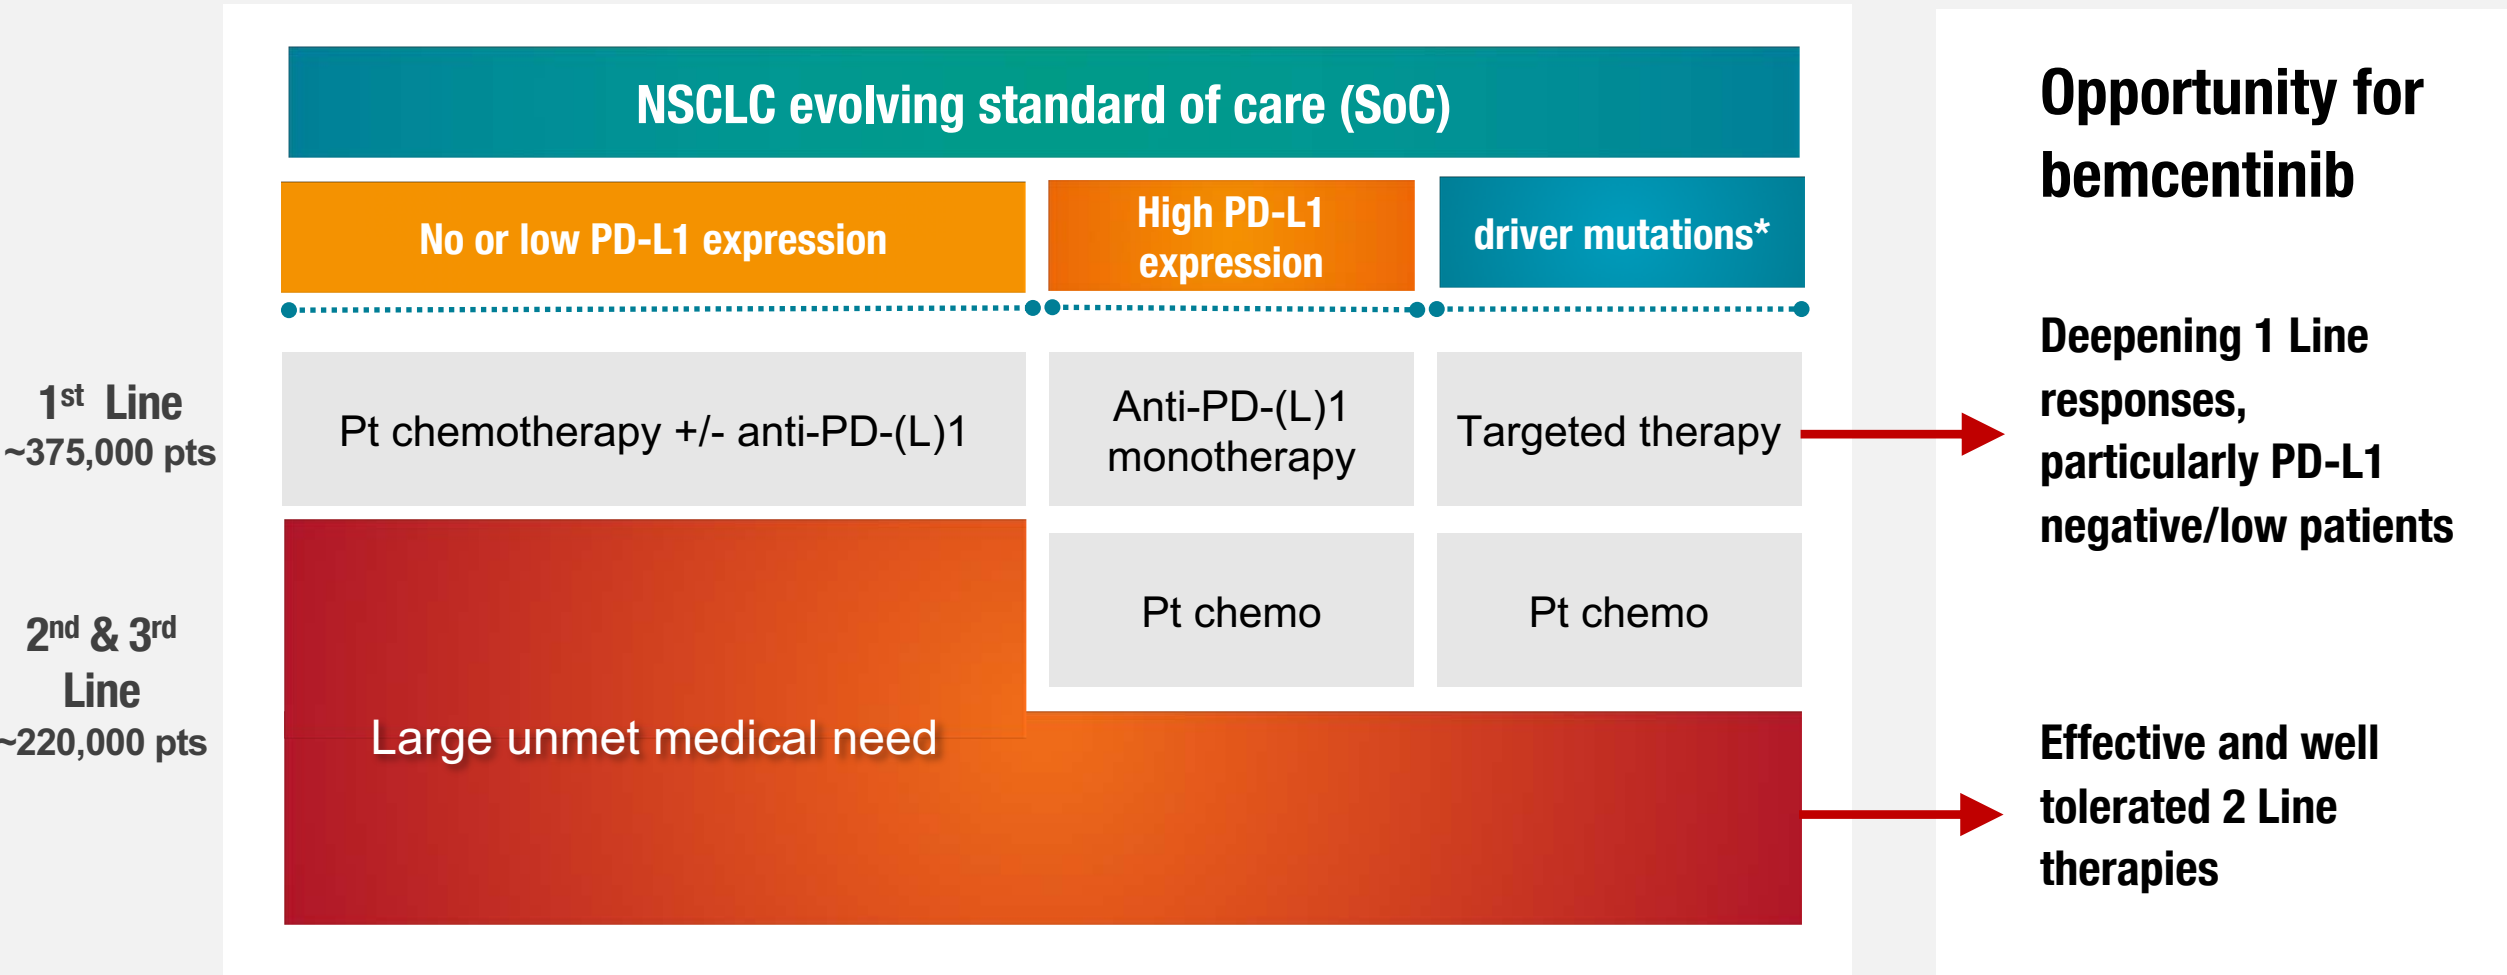 NSCLC evolving standard of care (SoC)
No or low PD-L1 expression
High PD-L1
expression
driver mutations*
1st Line
~375,000 pts
Pt chemotherapy +/- anti-PD-(L)1
Anti-PD-(L)1
monotherapy
Targeted therapy
2nd & 3rd
Line
~220,000 pts
Pt chemo
Pt chemo
Large unmet medical need
Opportunity for
bemcentinib
Deepening 1 Line
responses,
particularly PD-L1
negative/low patients
Effective and well
tolerated 2 Line
therapies